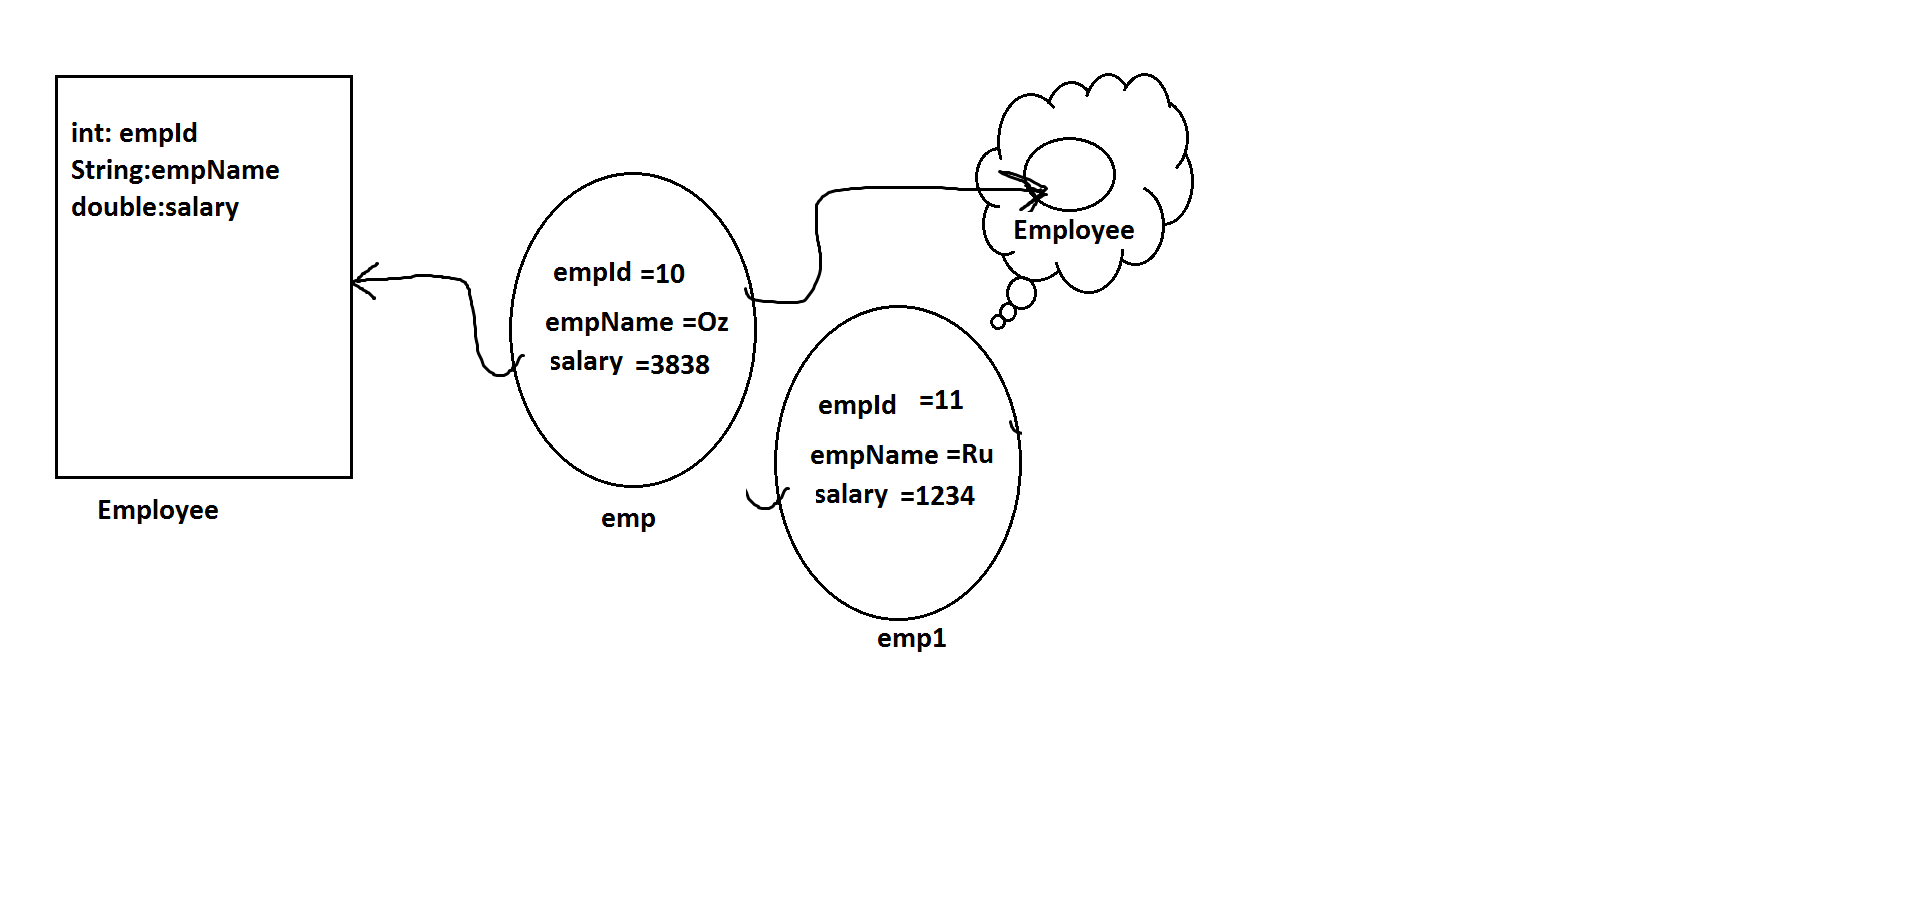 int: empId
String:empName
double:salary
Employee
empId =10
empName =Oz
salary =3838
emp
Employee
empId =11
empName =Ru
salary =1234
emp1